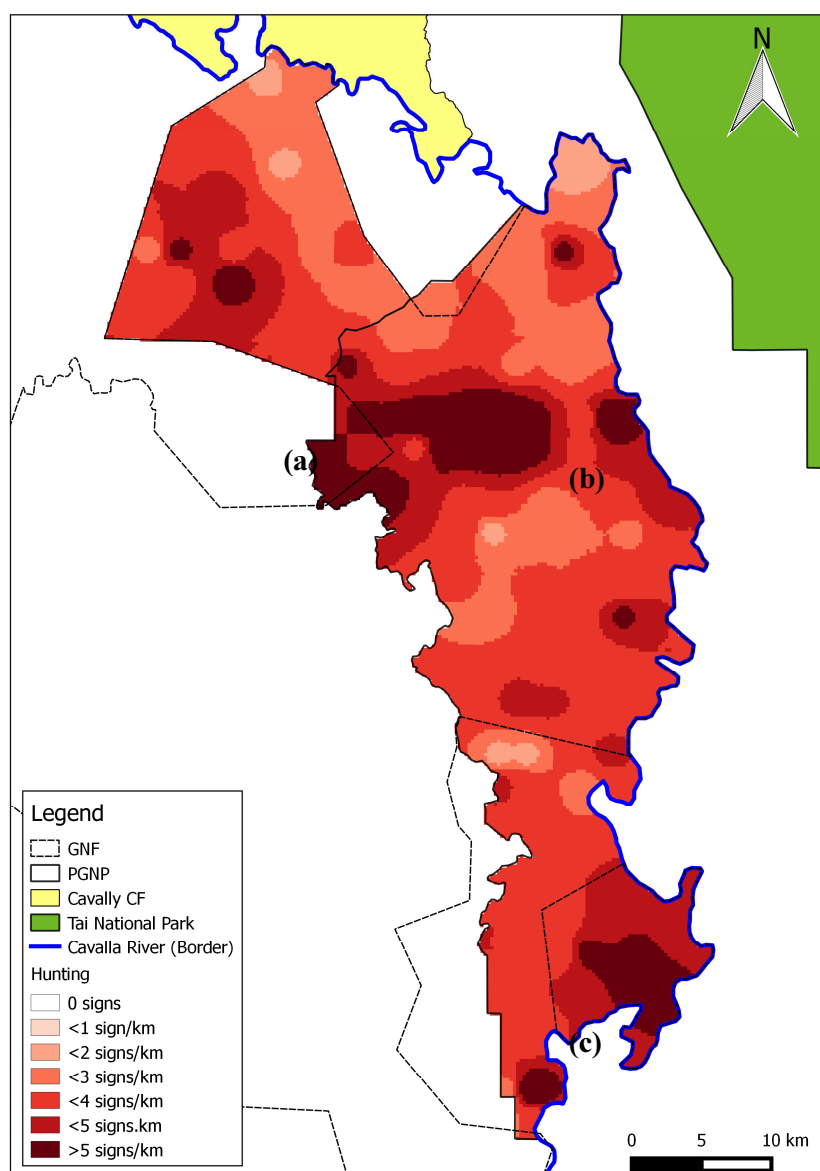 N
(a)
(b)
(c)
Legend
GNF
PGNP
Cavally CF
Tai National Park
Cavalla River (Border)
Hunting
0 signs
<1 sign/km
<2 signs/km
<3 signs/km
<4 signs/km
<5 signs.km
>5 signs/km
0 5 10 km